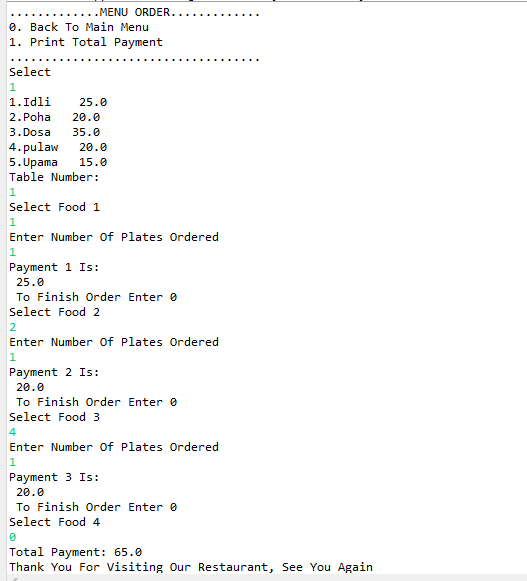 .............MENU ORDER.............
0. Back To Main Menu
1. Print Total Payment
....................................
Select
1
1.Idli    25.0
2.Poha   20.0
3.Dosa   35.0
4.pulaw   20.0
5.Upama   15.0
Table Number:
1
Select Food 1
1
Enter Number Of Plates Ordered
1
Payment 1 Is:
 25.0
 To Finish Order Enter 0
Select Food 2
2
Enter Number Of Plates Ordered
1
Payment 2 Is:
 20.0
 To Finish Order Enter 0
Select Food 3
4
Enter Number Of Plates Ordered
1
Payment 3 Is:
 20.0
 To Finish Order Enter 0
Select Food 4
0
Total Payment: 65.0
Thank You For Visiting Our Restaurant, See You Again